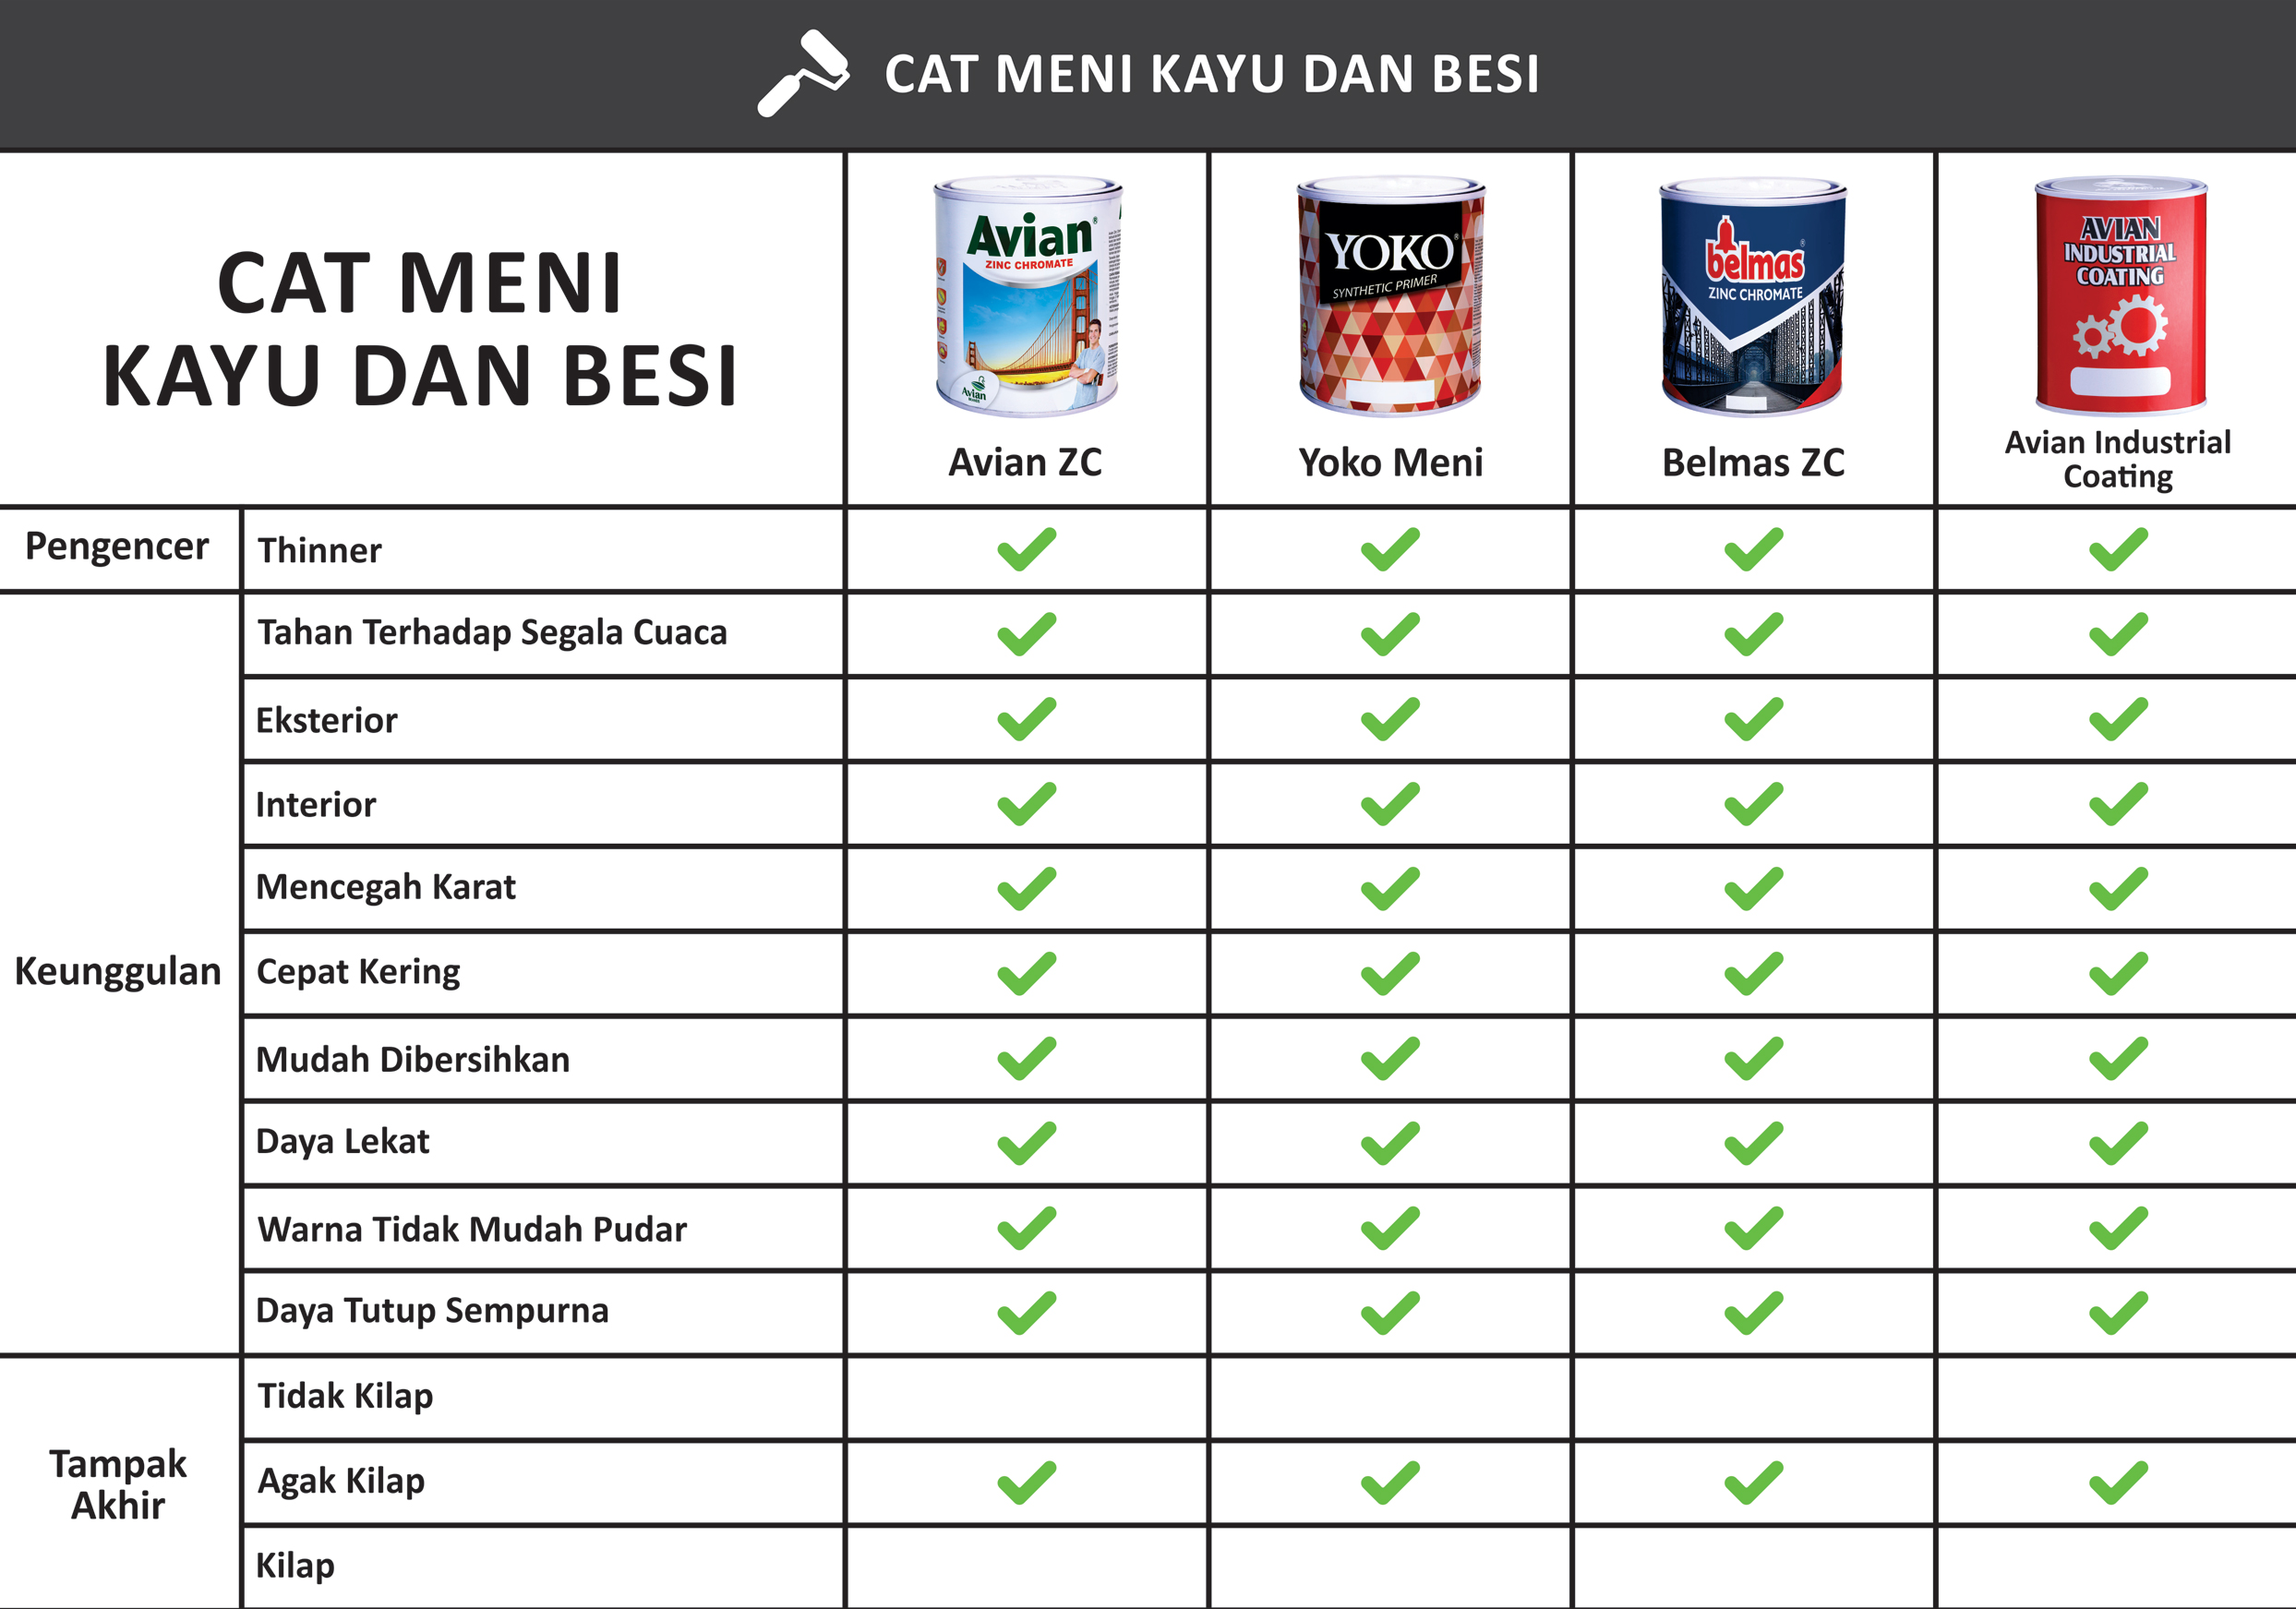 CAT MENI KAYU DAN BESI
CAT MENI
KAYU DAN BESI
Avian®
ZINC CHROMATE
Avian
YOKO®
SYNTHETIC PRIMER
belmas®
ZINC CHROMATE
AVIAN
INDUSTRIAL
COATING
Avian ZC
Yoko Meni
Belmas ZC
Avian Industrial
Coating
Pengencer
Thinner
Keunggulan
Tahan Terhadap Segala Cuaca
Eksterior
Interior
Mencegah Karat
Cepat Kering
Mudah Dibersihkan
Daya Lekat
Warna Tidak Mudah Pudar
Daya Tutup Sempurna
Tampak
Akhir
Tidak Kilap
Agak Kilap
Kilap